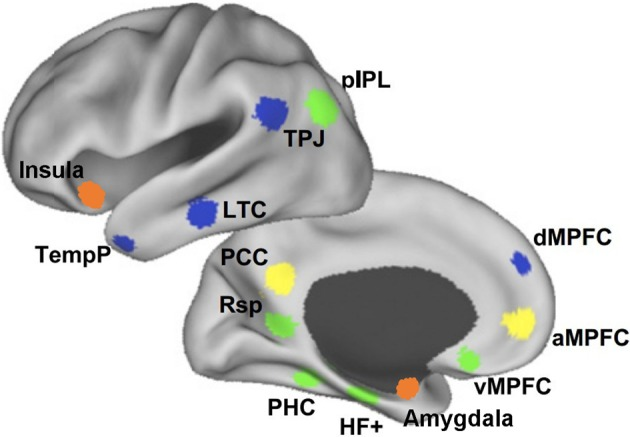 pIPL
TPJ
Insula
LTC
TempP
PCC
dMPFC
Rsp
aMPFC
vMPFC
PHC
HF+
Amygdala